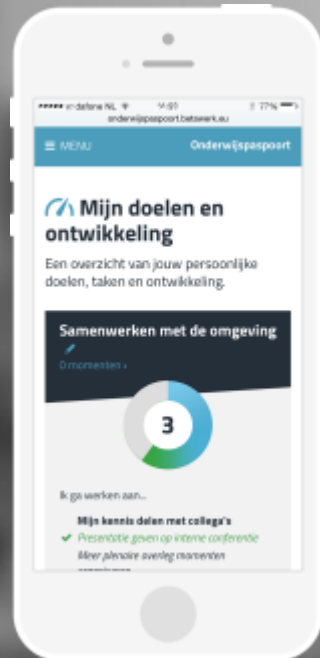 vodafone NL 77%
onderwijspaspoort.betawerk.eu
MENU Onderwijspaspoort
Mijn doelen en
ontwikkeling
Een overzicht van jouw persoonlijke
doelen, taken en ontwikkeling.
Samenwerken met de omgeving
0 momenten ›
3
Ik ga werken aan...
Mijn kennis delen met collega's
Presentatie geven op interne conferentie
Meer plenaire overleg momenten